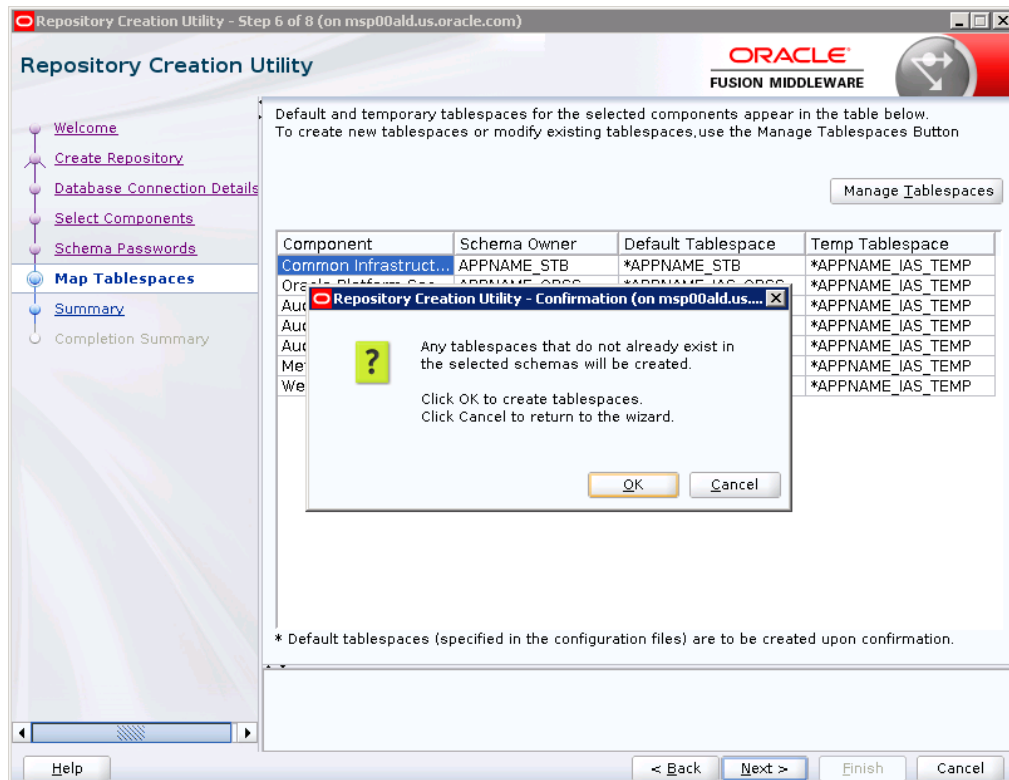 Repository Creation Utility - Step 6 of 8 (on msp00ald.us.oracle.com)
Repository Creation Utility
ORACLE
FUSION MIDDLEWARE
Welcome
Create Repository
Database Connection Details
Select Components
Schema Passwords
Map Tablespaces
Summary
Completion Summary
Default and temporary tablespaces for the selected components appear in the table below.
To create new tablespaces or modify existing tablespaces,use the Manage Tablespaces Button
Manage Tablespaces
Component Schema Owner Default Tablespace Temp Tablespace
Common Infrastruct... APPNAME_STB *APPNAME_STB *APPNAME_IAS_TEMP
*APPNAME_IAS_TEMP
Aud *APPNAME_IAS_TEMP
Aud *APPNAME_IAS_TEMP
Aud *APPNAME_IAS_TEMP
Me *APPNAME_IAS_TEMP
We *APPNAME_IAS_TEMP
Repository Creation Utility - Confirmation (on msp00ald.us....
?
Any tablespaces that do not already exist in
the selected schemas will be created.
Click OK to create tablespaces.
Click Cancel to return to the wizard.
OK Cancel
* Default tablespaces (specified in the configuration files) are to be created upon confirmation.
Help < Back Next > Finish Cancel